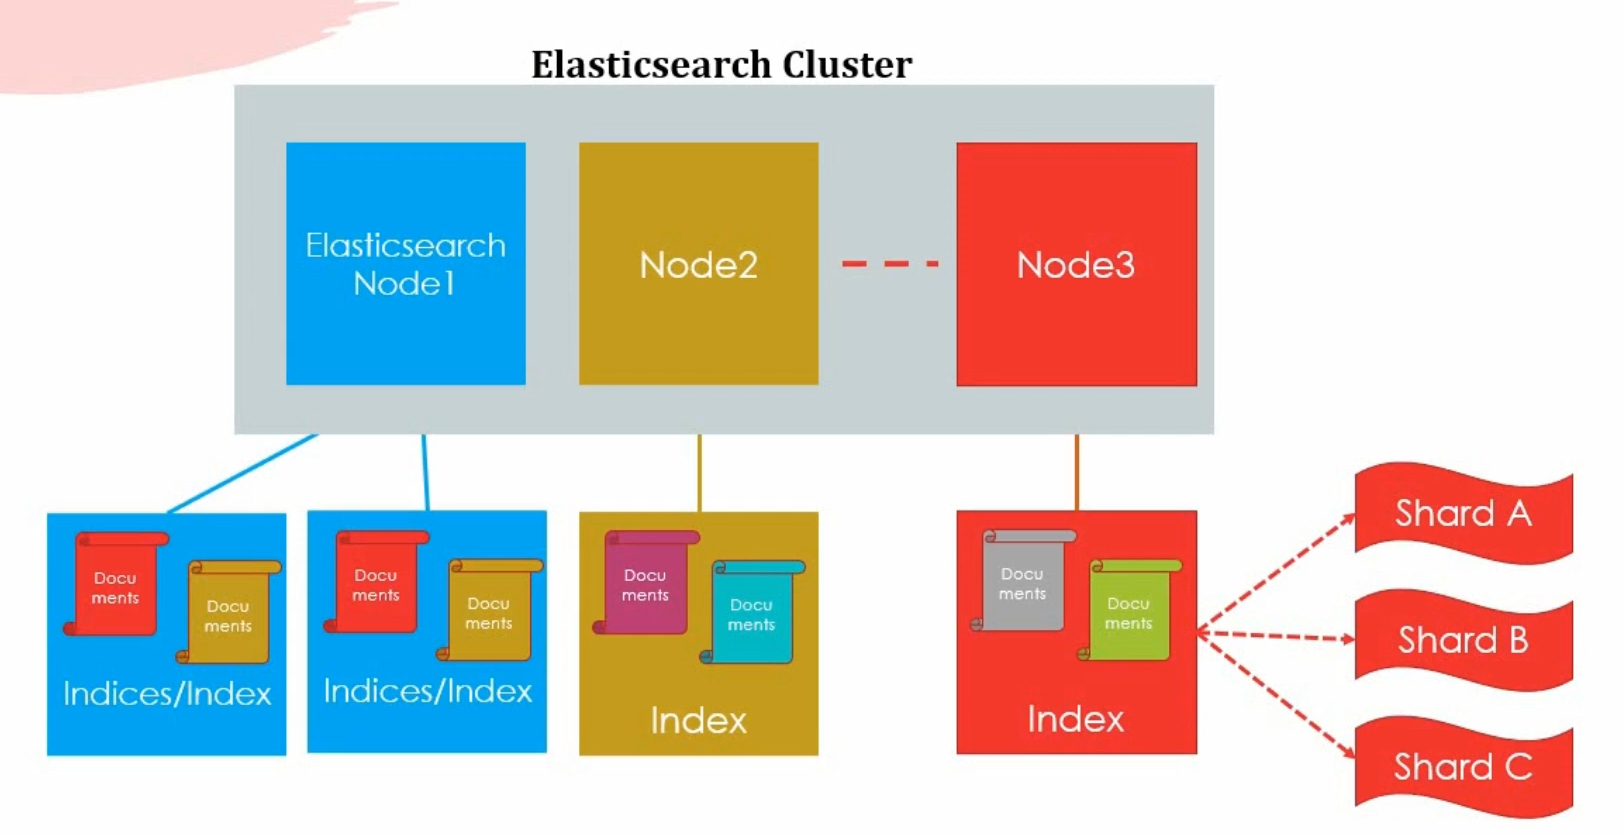 Elasticsearch Cluster
Elasticsearch
Node1
Node2
Node3
Docu
ments
Docu
ments
Indices/Index
Docu
ments
Docu
ments
Indices/Index
Docu
ments
Docu
ments
Index
Docu
ments
Docu
ments
Index
Shard A
Shard B
Shard C